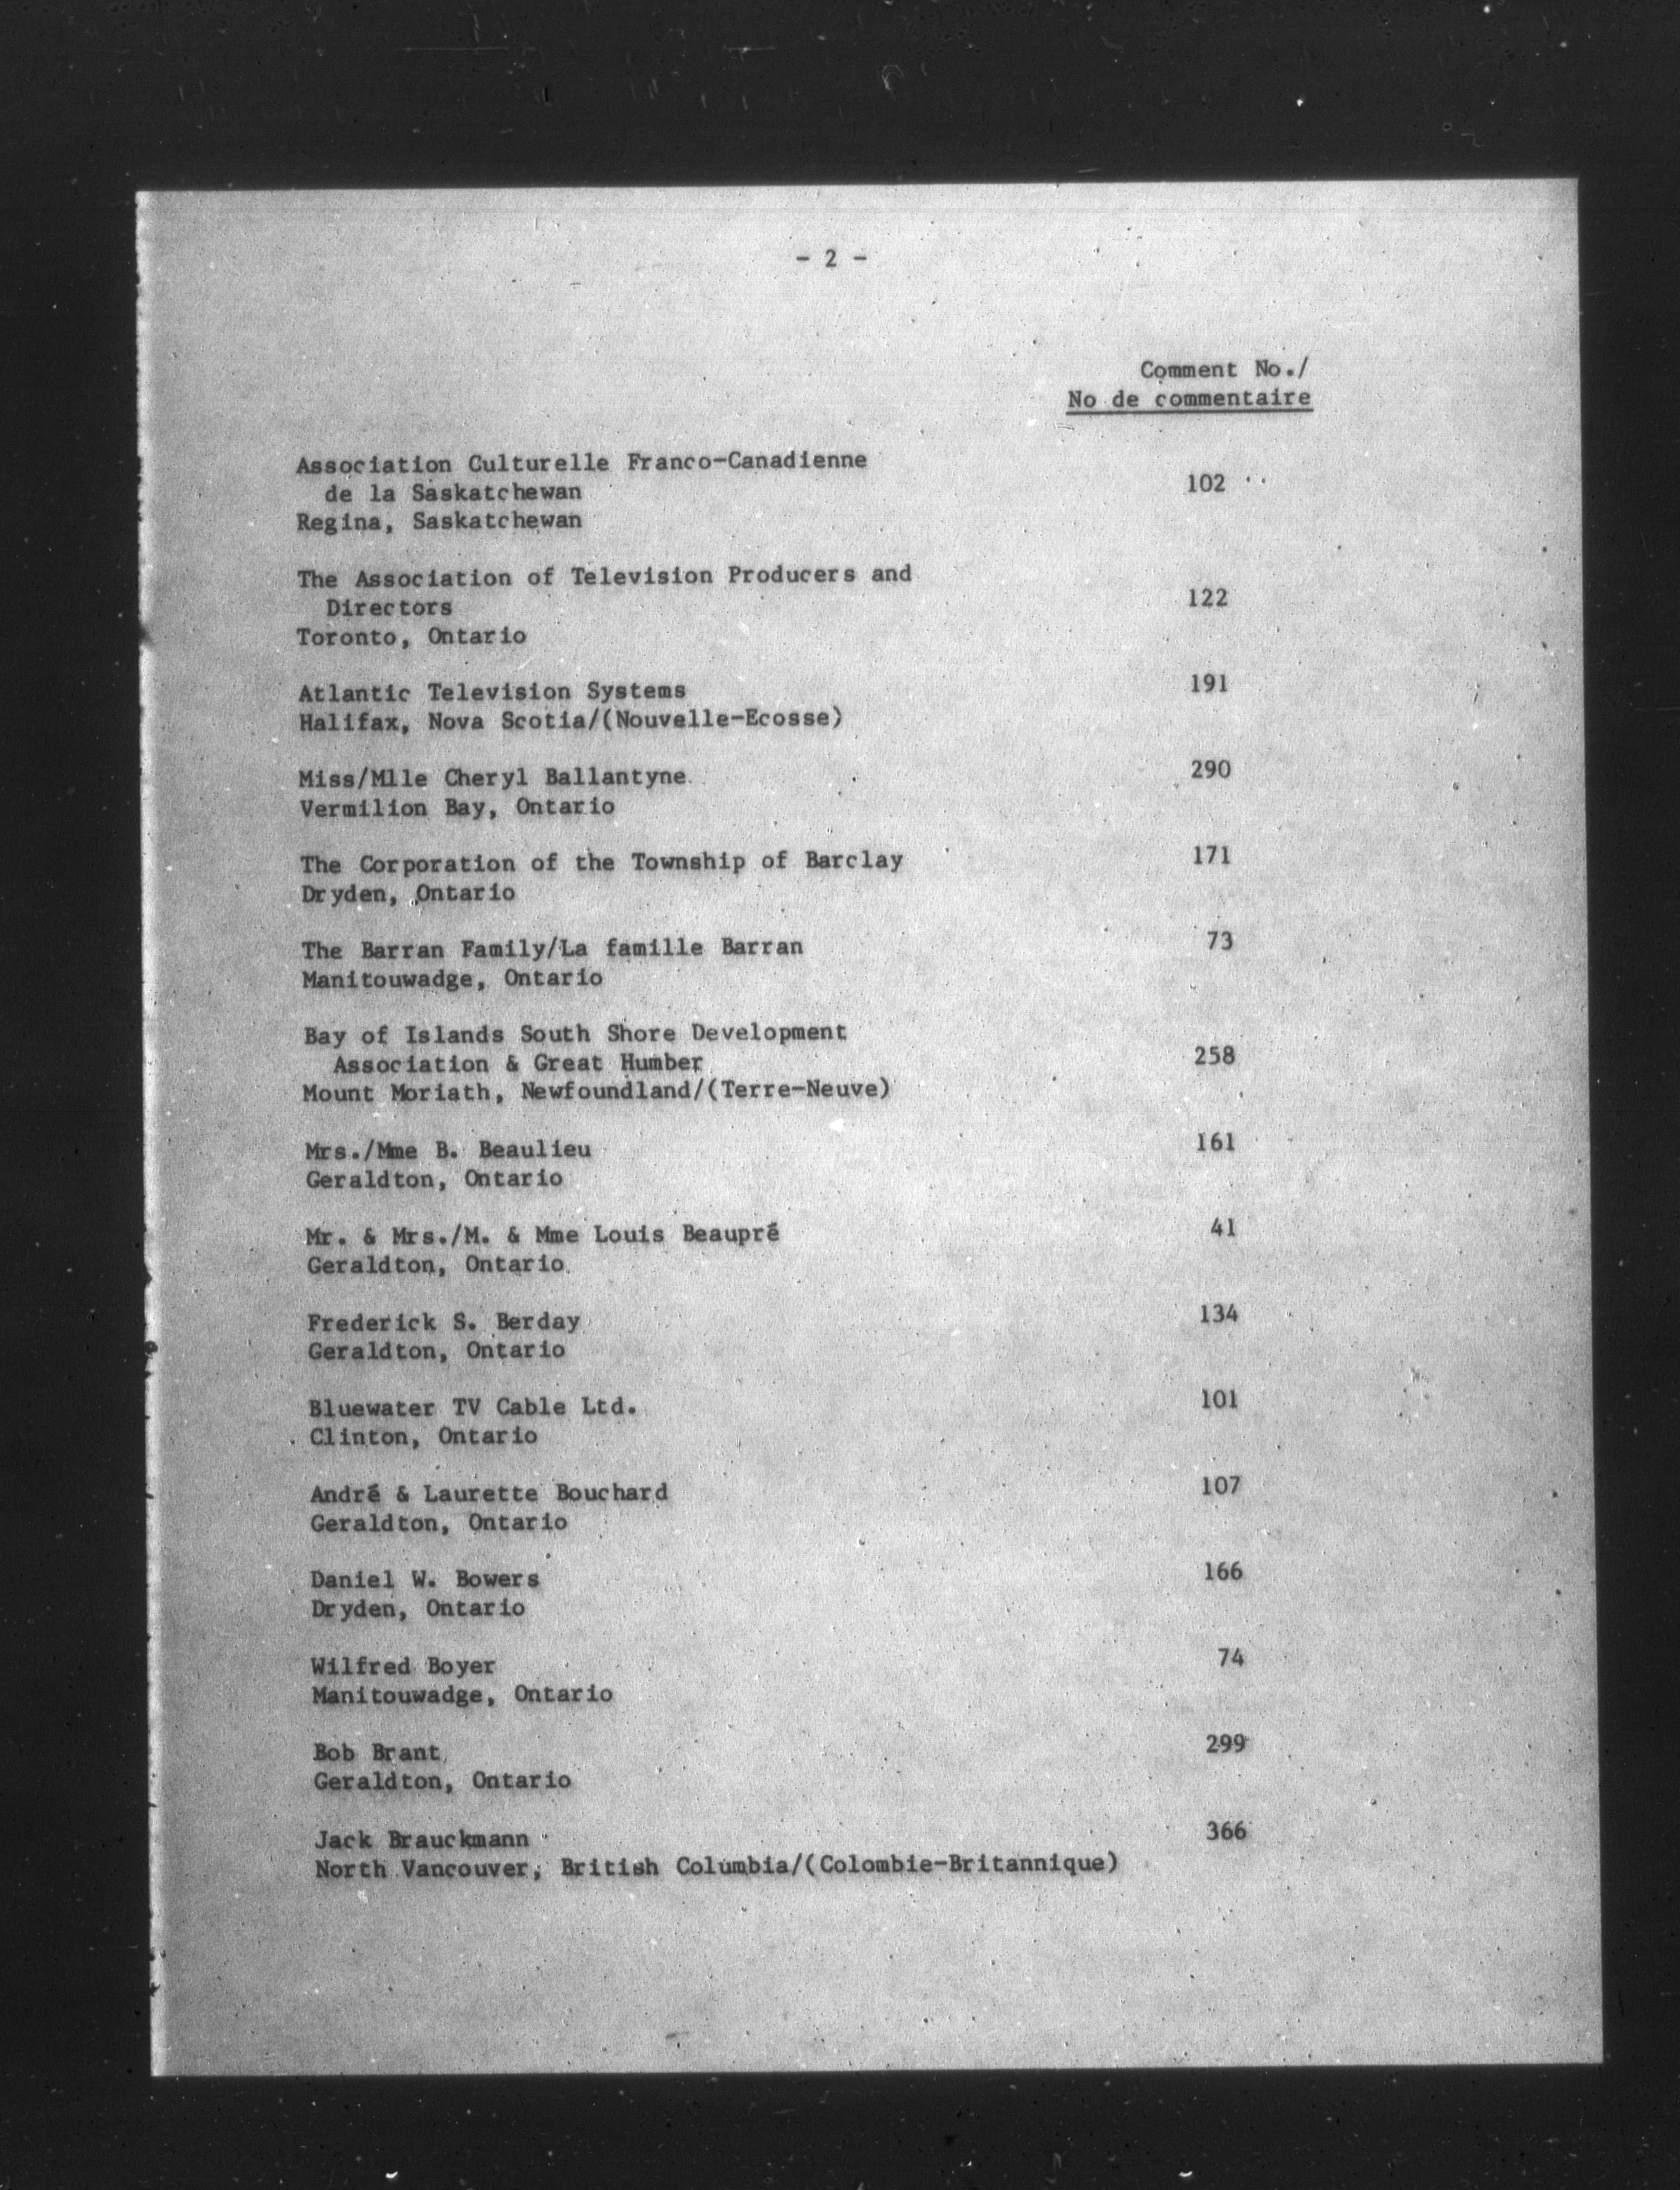 - 2 -
Comment No./
No de commentaire
Association Culturelle Franco-Canadienne
de la Saskatchewan 102
Regina, Saskatchewan
The Association of Television Producers and
Directors 122
Toronto, Ontario
Atlantic Television Systems 191
Halifax, Nova Scotia/(Nouvelle-Ecosse)
Miss/Mlle Cheryl Ballantyne 290
Vermilion Bay, Ontario
The Corporation of the Township of Barclay 171
Dryden, Ontario
The Barran Family/La famille Barran 73
Manitouwadge, Ontario
Bay of Islands South Shore Development
Association & Great Humber 258
Mount Moriath, Newfoundland/(Terre-Neuve)
Mrs./Mme B. Beaulieu 161
Geraldton, Ontario
Mr. & Mrs./M. & Mme Louis Beaupré 41
Geraldton, Ontario
Frederick S. Berday 134
Geraldton, Ontario
Bluewater TV Cable Ltd. 101
Clinton, Ontario
André & Laurette Bouchard 107
Geraldton, Ontario
Daniel W. Bowers 166
Dryden, Ontario
Wilfred Boyer 74
Manitouwadge, Ontario
Bob Brant 299
Geraldton, Ontario
Jack Brauckmann 366
North Vancouver, British Columbia/(Colombie-Britannique)